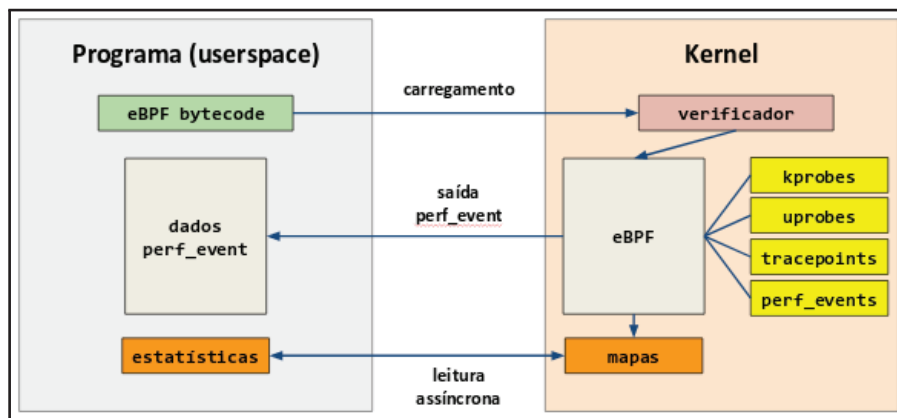 Programa (userspace)
Kernel
carregamento
eBPF bytecode
verificador
kprobes
saída
perf_event
uprobes
dados
perf_event
eBPF
tracepoints
perf_events
estatísticas
mapas
leitura
assíncrona